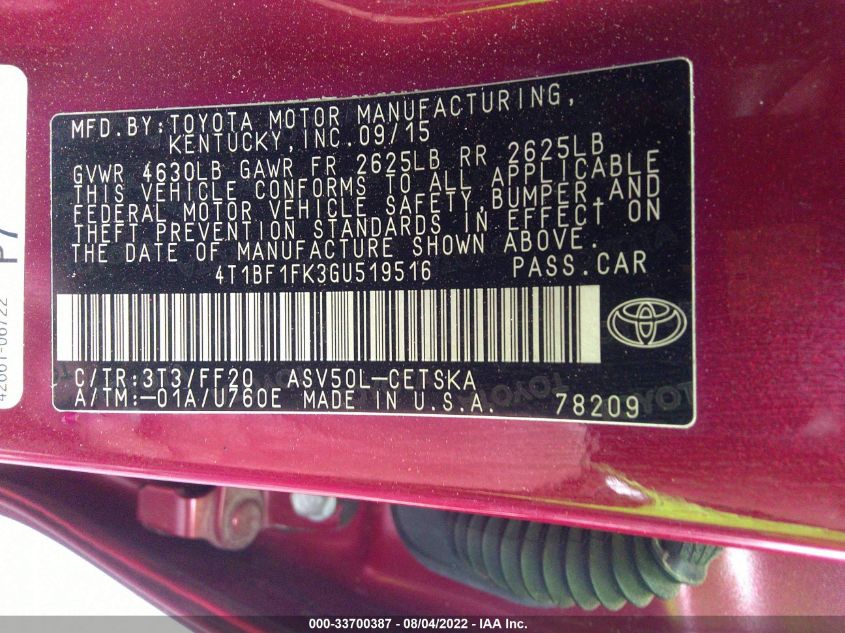 MFD. BY: TOYOTA MOTOR MANUFACTURING,
KENTUCKY, INC. 09/15
GVWR 4630LB GAWR FR 2625LB RR 2625LB
THIS VEHICLE CONFORMS TO ALL APPLICABLE
FEDERAL MOTOR VEHICLE SAFETY, BUMPER, AND
THEFT PREVENTION STANDARDS IN EFFECT ON
THE DATE OF MANUFACTURE SHOWN ABOVE.
4T1BF1FK3GU519516 PASS. CAR
C/TR: 3T3/FF20 ASV50L-CETSKA
A/TM: -01A/U760E MADE IN U.S.A. 78209
P7
42661-06722
000-33700387 - 08/04/2022 - IAA Inc.